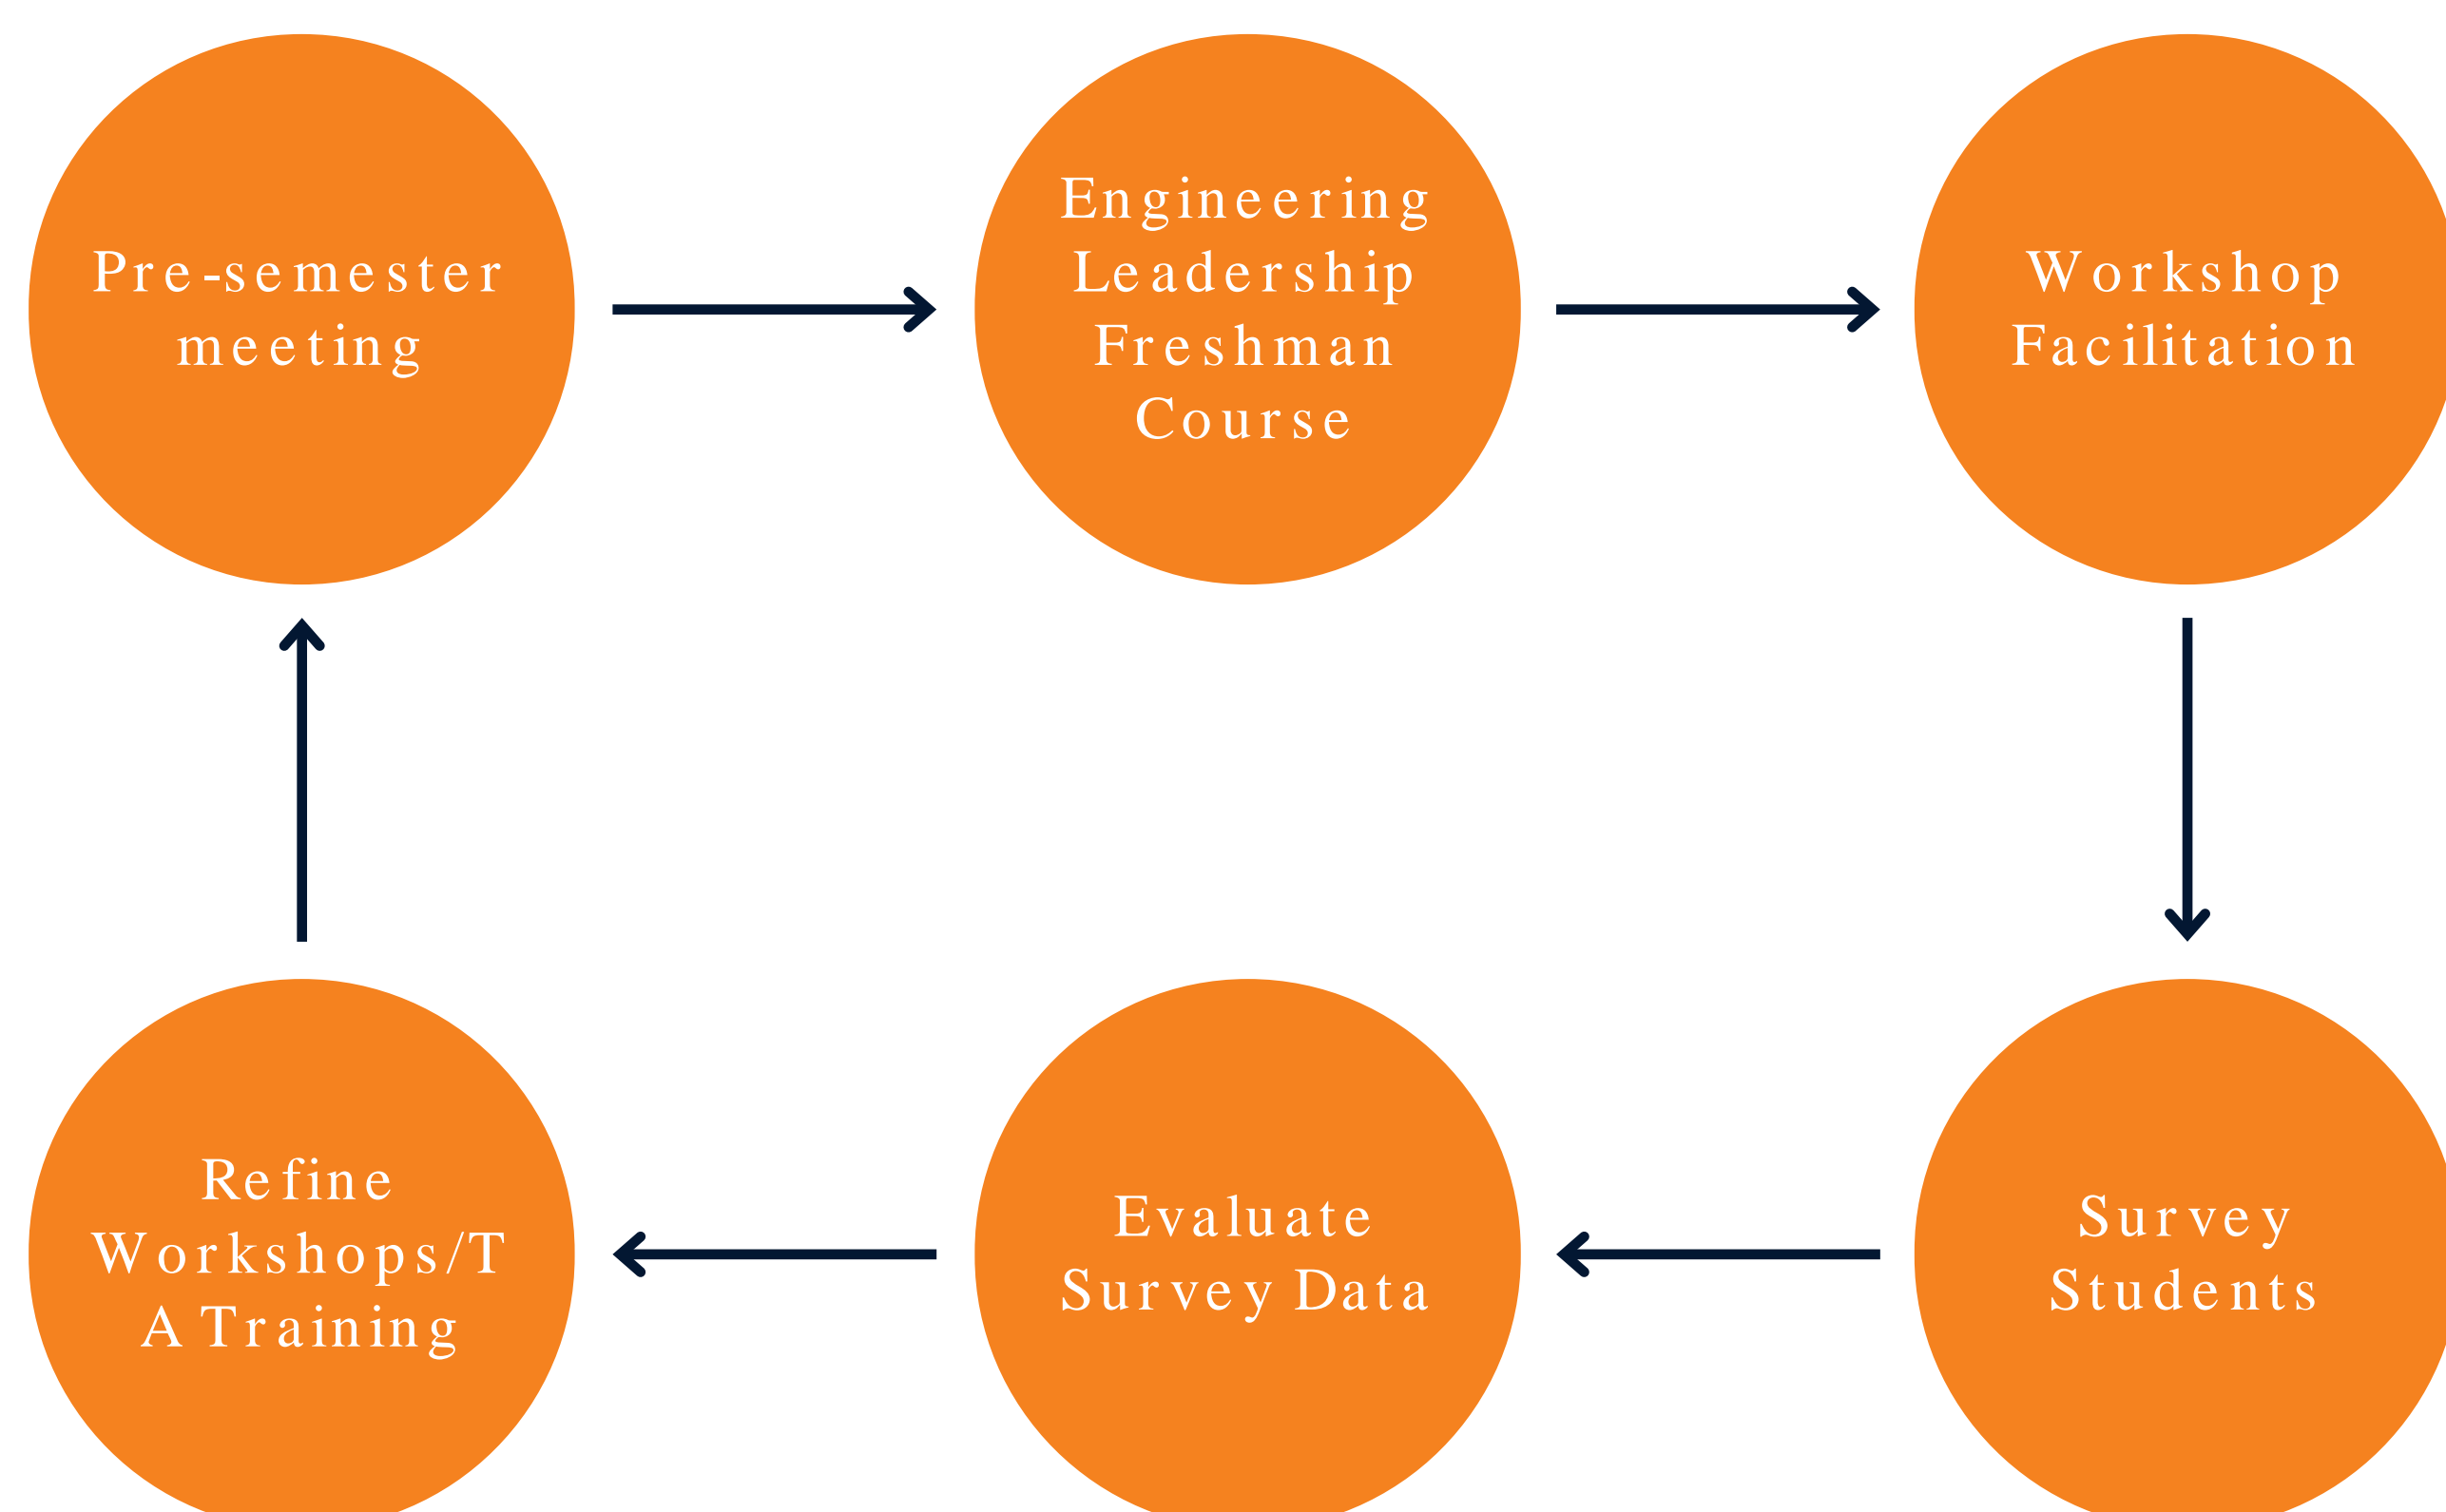 Pre-semester
meeting
Engineering
Leadership
Freshman
Course
Workshop
Facilitation
Survey
Students
Evaluate
Survey Data
Refine
Workshops/T
A Training